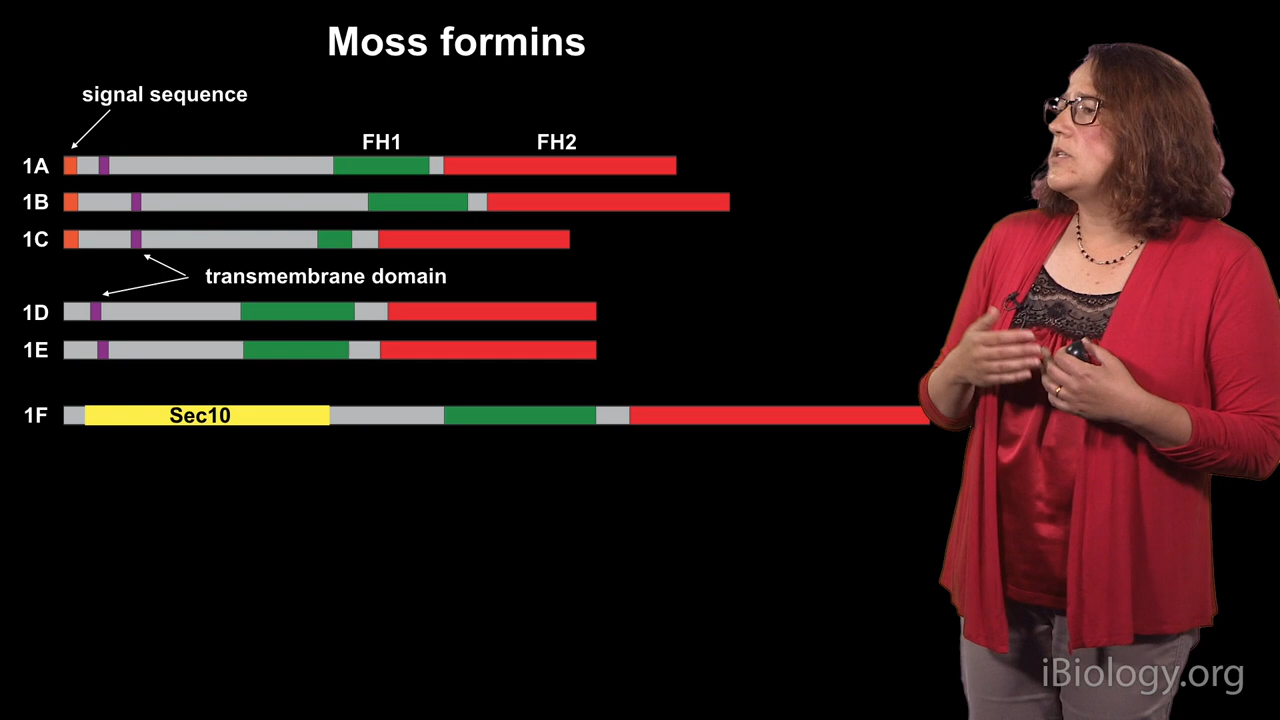 Moss formins
signal sequence
FH1 FH2
1A
1B
1C
transmembrane domain
1D
1E
1F Sec10
iBiology.org